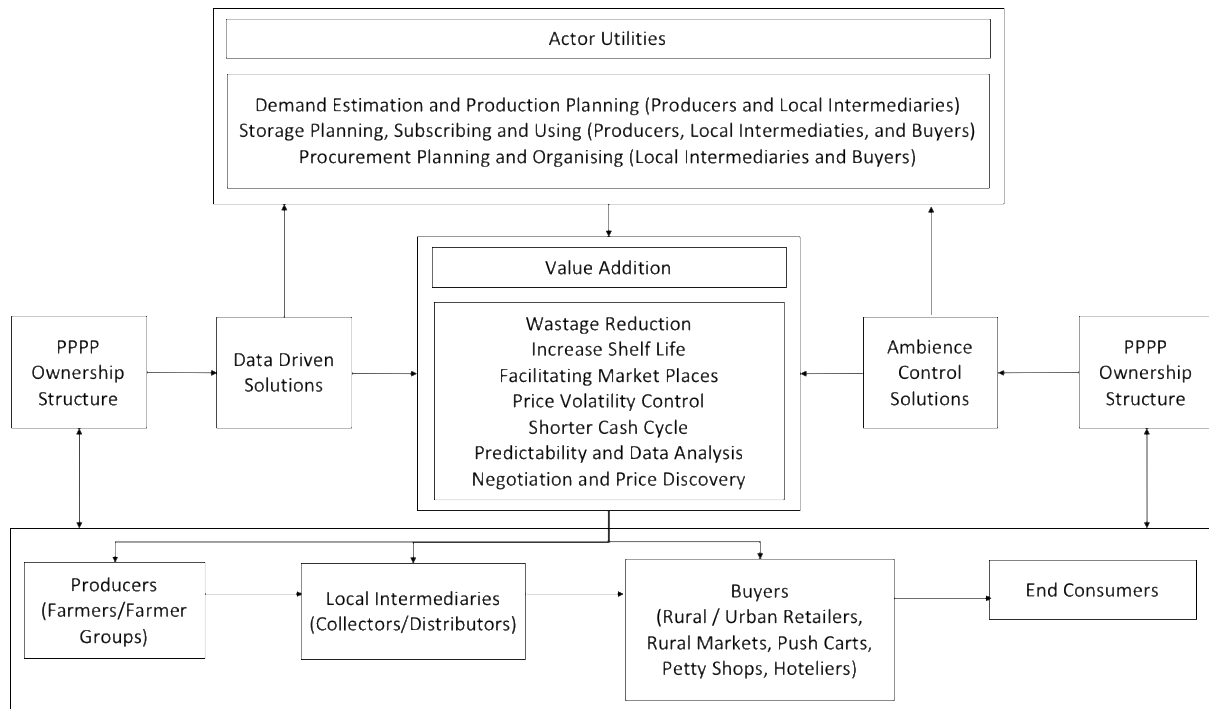 Actor Utilities
Demand Estimation and Production Planning (Producers and Local Intermediaries)
Storage Planning, Subscribing and Using (Producers, Local Intermediaties, and Buyers)
Procurement Planning and Organising (Local Intermediaries and Buyers)
Value Addition
Wastage Reduction
Increase Shelf Life
Facilitating Market Places
Price Volatility Control
Shorter Cash Cycle
Predictability and Data Analysis
Negotiation and Price Discovery
PPPP
Ownership
Structure
Data Driven
Solutions
Ambience
Control
Solutions
PPPP
Ownership
Structure
Producers
(Farmers/Farmer
Groups)
Local Intermediaries
(Collectors/Distributors)
Buyers
(Rural / Urban Retailers,
Rural Markets, Push Carts,
Petty Shops, Hoteliers)
End Consumers